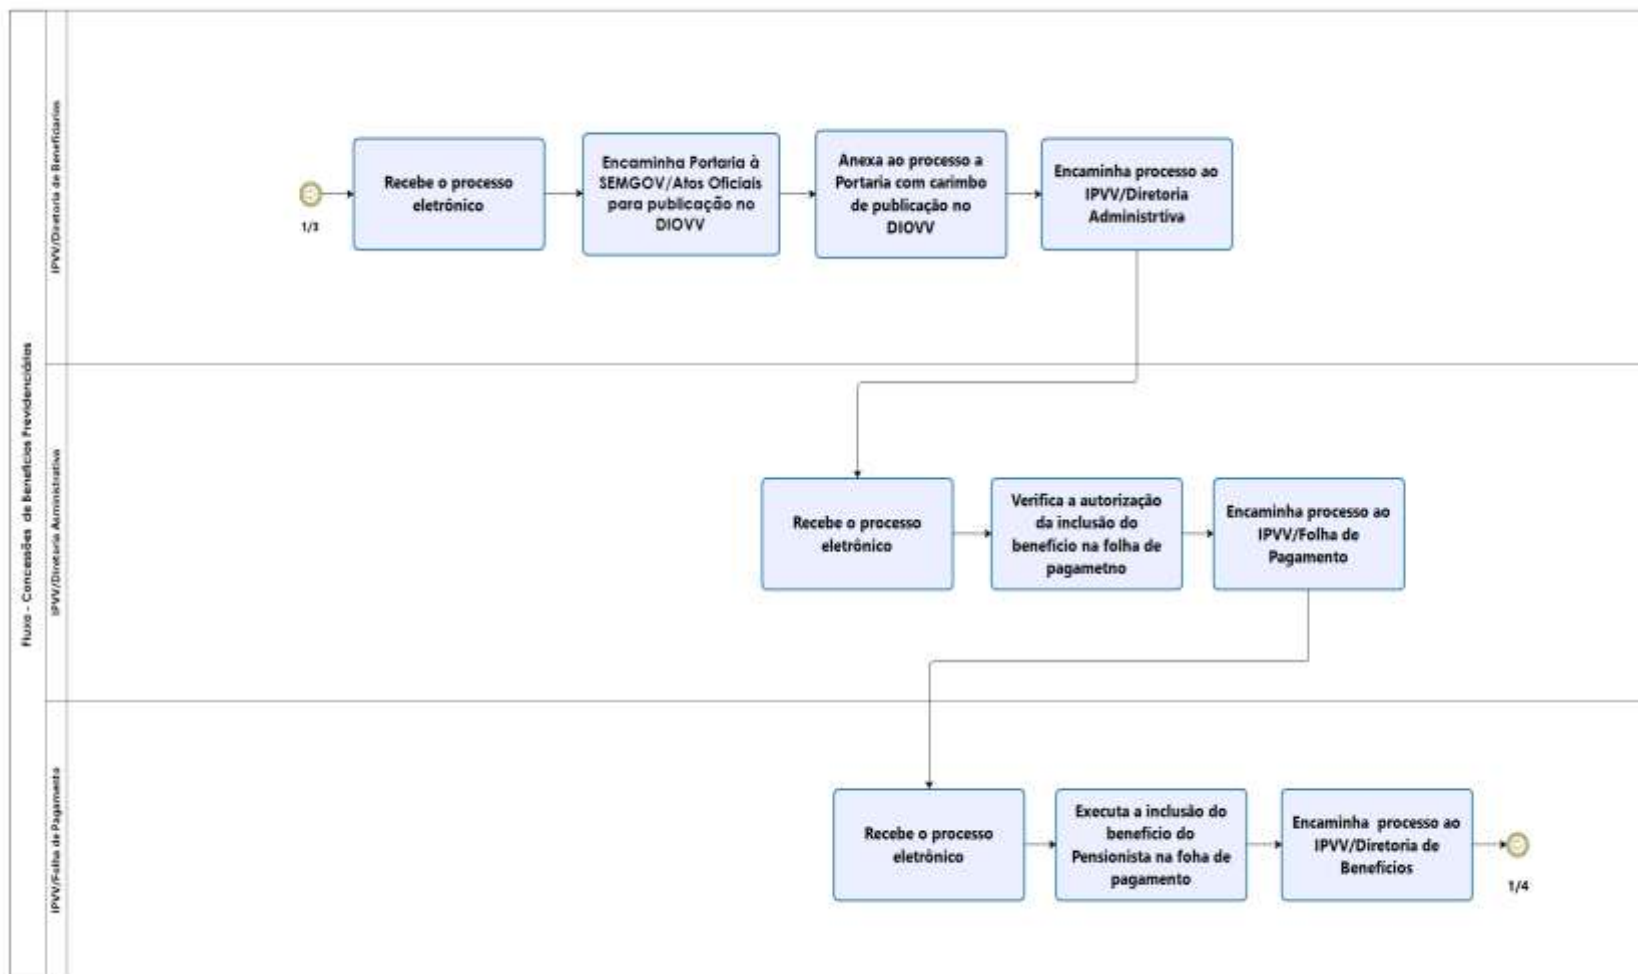 Fluxo - Concessões de Benefícios Previdenciários
IPVV/Diretoria de Beneficiarios
1/3
Recebe o processo
eletrônico
Encaminha Portaria à
SEMGOV/Atos Oficiais
para publicação no
DIOVV
Anexa ao processo a
Portaria com carimbo
de publicação no
DIOVV
Encaminha processo ao
IPVV/Diretoria
Administrtiva
IPVV/Diretoria Administrativa
Recebe o processo
eletrônico
Verifica a autorização
da inclusão do
benefício na folha de
pagametno
Encaminha processo ao
IPVV/Folha de
Pagamento
IPVV/Folha de Pagamento
Recebe o processo
eletrônico
Executa a inclusão do
benefício do
Pensionista na foha de
pagamento
Encaminha  processo ao
IPVV/Diretoria de
Benefícios
1/4